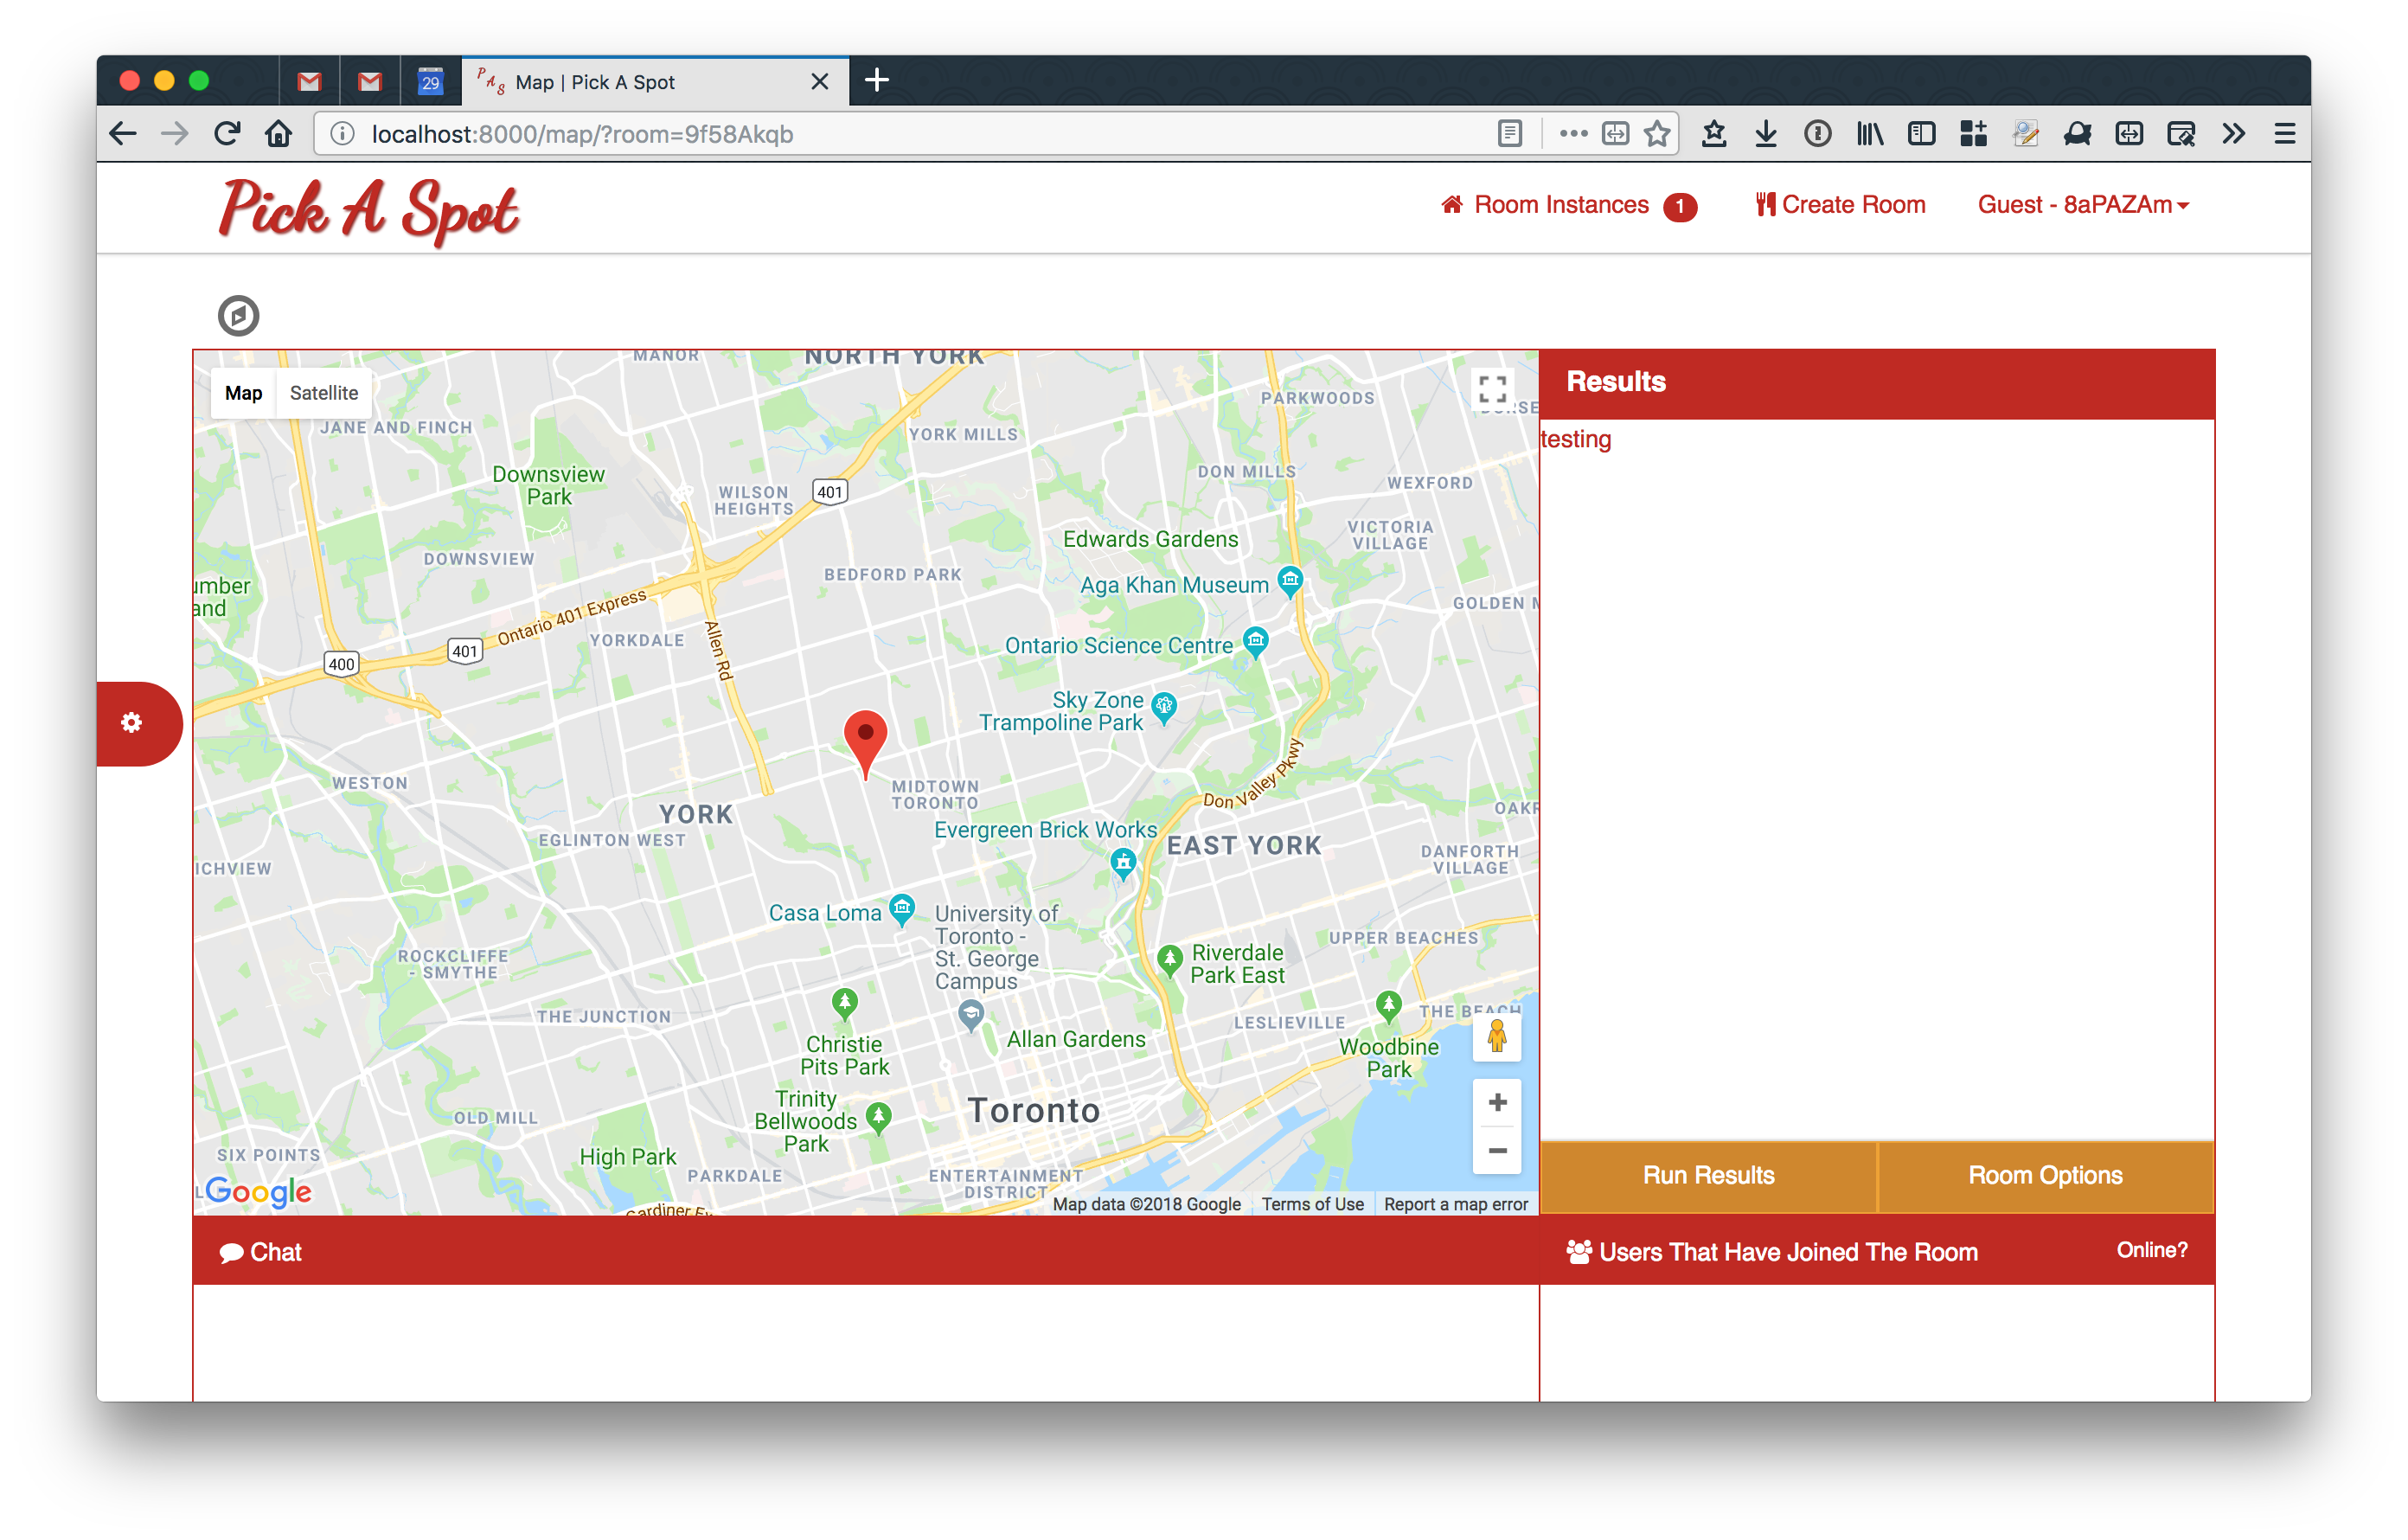 29
PAS Map | Pick A Spot
localhost:8000/map/?room=9f58Akqb
Pick A Spot
Room Instances 1
Create Room
Guest - 8aPAZAm
Map
Satellite
MANOR
NORTH YORK
PARKWOODS
JANE AND FINCH
YORK MILLS
DON MILLS
WEXFORD
Downsview
Park
WILSON
HEIGHTS
401
VICTORIA
VILLAGE
Edwards Gardens
DOWNSVIEW
BEDFORD PARK
Aga Khan Museum
umber
and
GOLDEN M
Ontario 401 Express
YORKDALE
Allen Rd
401
400
Ontario Science Centre
Sky Zone
Trampoline Park
WESTON
MIDTOWN
TORONTO
Don Valley Pkwy
YORK
OAKR
EGLINTON WEST
Evergreen Brick Works
EAST YORK
DANFORTH
VILLAGE
ICHVIEW
Casa Loma
University of
Toronto -
St. George
Campus
UPPER BEACHES
ROCKCLIFFE
- SMYTHE
Riverdale
Park East
THE JUNCTION
LESLIEVILLE
THE BEACH
Christie
Pits Park
Allan Gardens
Woodbine
Park
Trinity
Bellwoods
Park
Toronto
OLD MILL
SIX POINTS
High Park
PARKDALE
ENTERTAINMENT
DISTRICT
Google
Map data ©2018 Google
Terms of Use
Report a map error
Results
testing
Run Results
Room Options
Chat
Users That Have Joined The Room
Online?